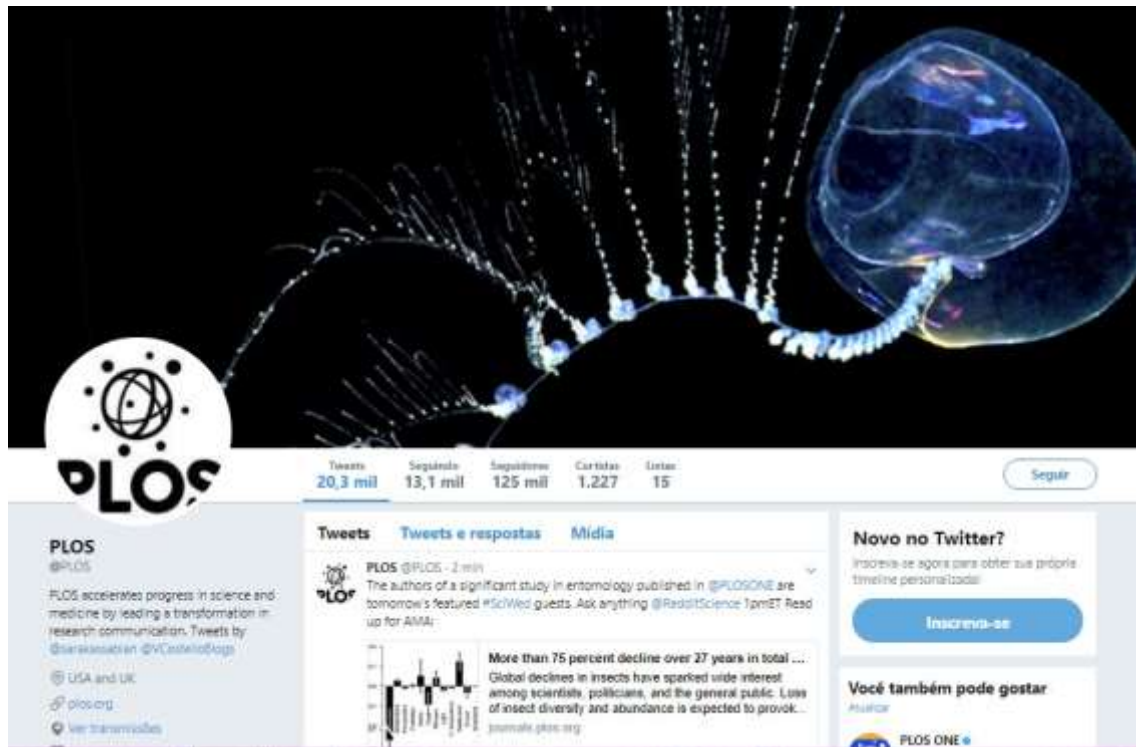 PLOS
Tweets Seguindo Seguidores Curtidas Listas
20,3 mil 13,1 mil 125 mil 1.227 15
Seguir
PLOS
@PLOS
PLOS accelerates progress in science and
medicine by leading a transformation in
research communication. Tweets by
@sarakassabian @VCostelloBlogs
USA and UK
plos.org
Ver transmissões
Tweets Tweets e respostas Mídia
PLOS @PLOS · 2 min
The authors of a significant study in entomology published in @PLOSONE are
tomorrow's featured #SciWed guests. Ask anything @RedditScience 1pmET Read
up for AMA:
PLOS
More than 75 percent decline over 27 years in total ...
Global declines in insects have sparked wide interest
among scientists, politicians, and the general public. Loss
of insect diversity and abundance is expected to provok...
journals.plos.org
Novo no Twitter?
Inscreva-se agora para obter sua própria
timeline personalizada!
Inscreva-se
Você também pode gostar
Atualizar
PLOS ONE